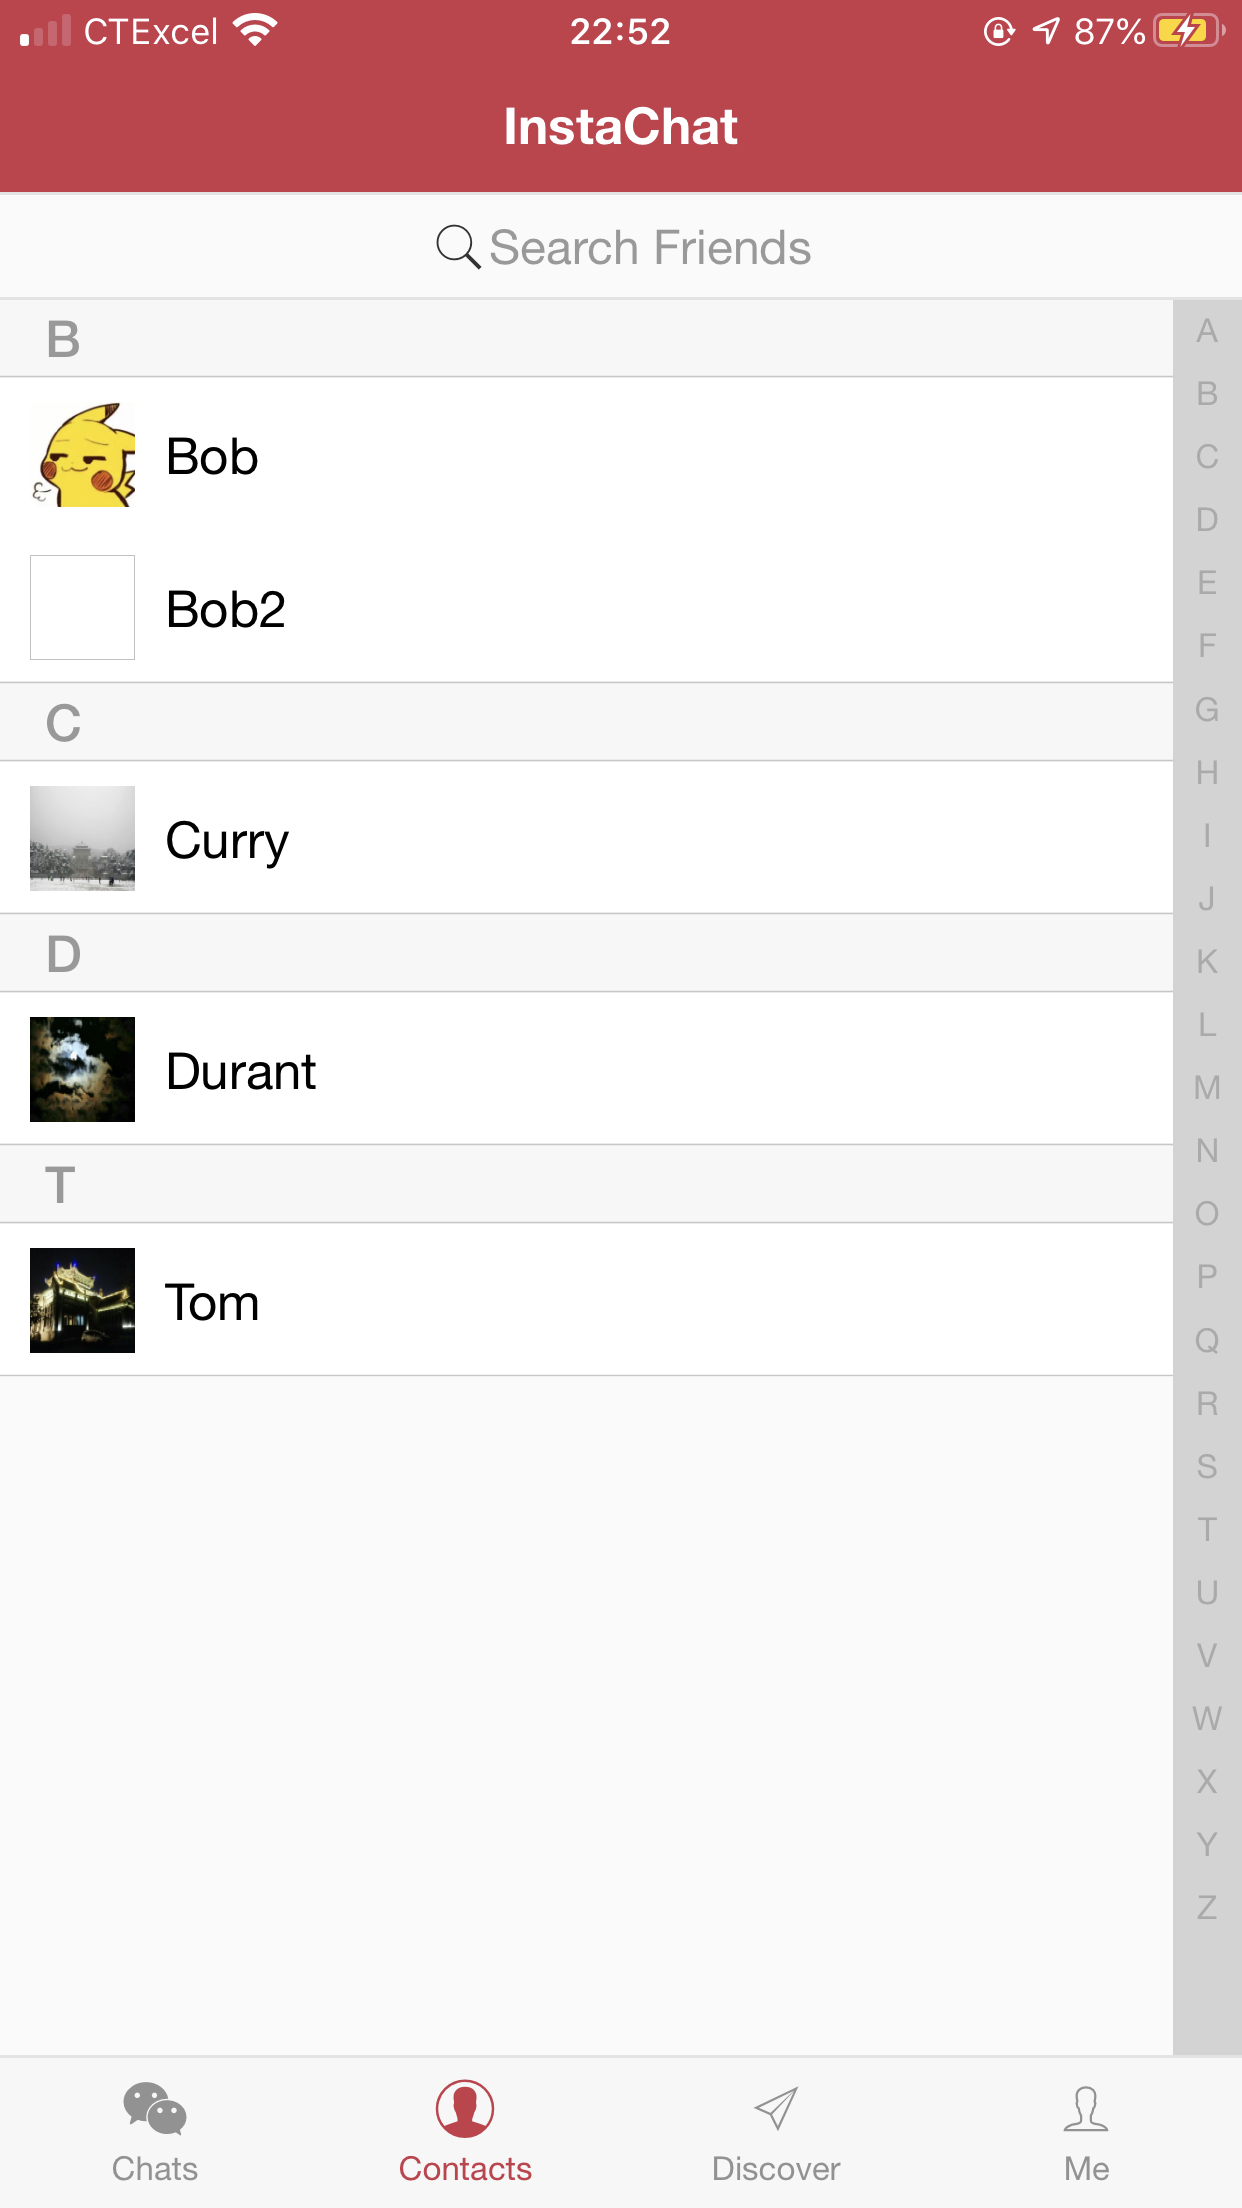 CTExcel 22:52 87%
InstaChat
Search Friends
B
Bob
Bob2
C
Curry
D
Durant
T
Tom
A
B
C
D
E
F
G
H
I
J
K
L
M
N
O
P
Q
R
S
T
U
V
W
X
Y
Z
Chats Contacts Discover Me